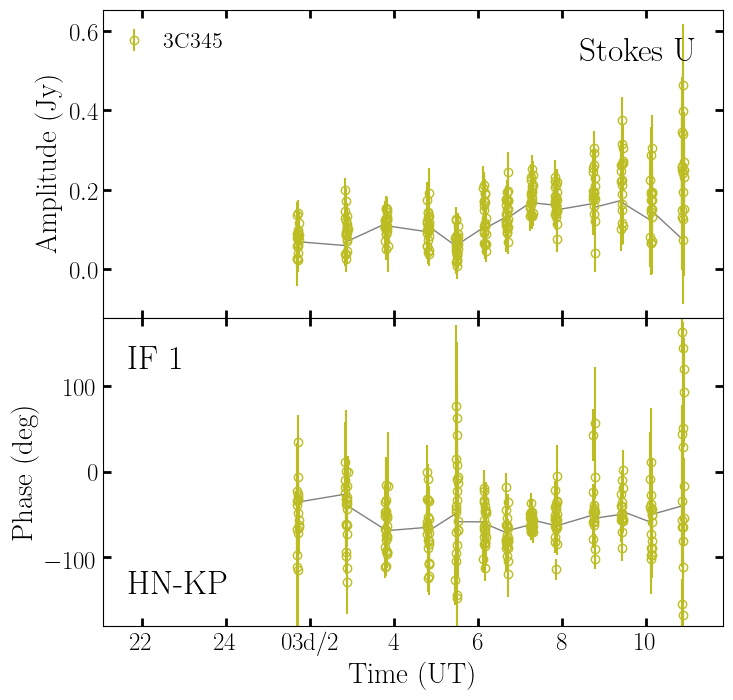 0.6
3C345
Stokes U
0.4
Amplitude (Jy)
0.2
0.0
IF 1
100
Phase (deg)
0
−100
HN-KP
22 24 03d/2 4 6 8 10
Time (UT)